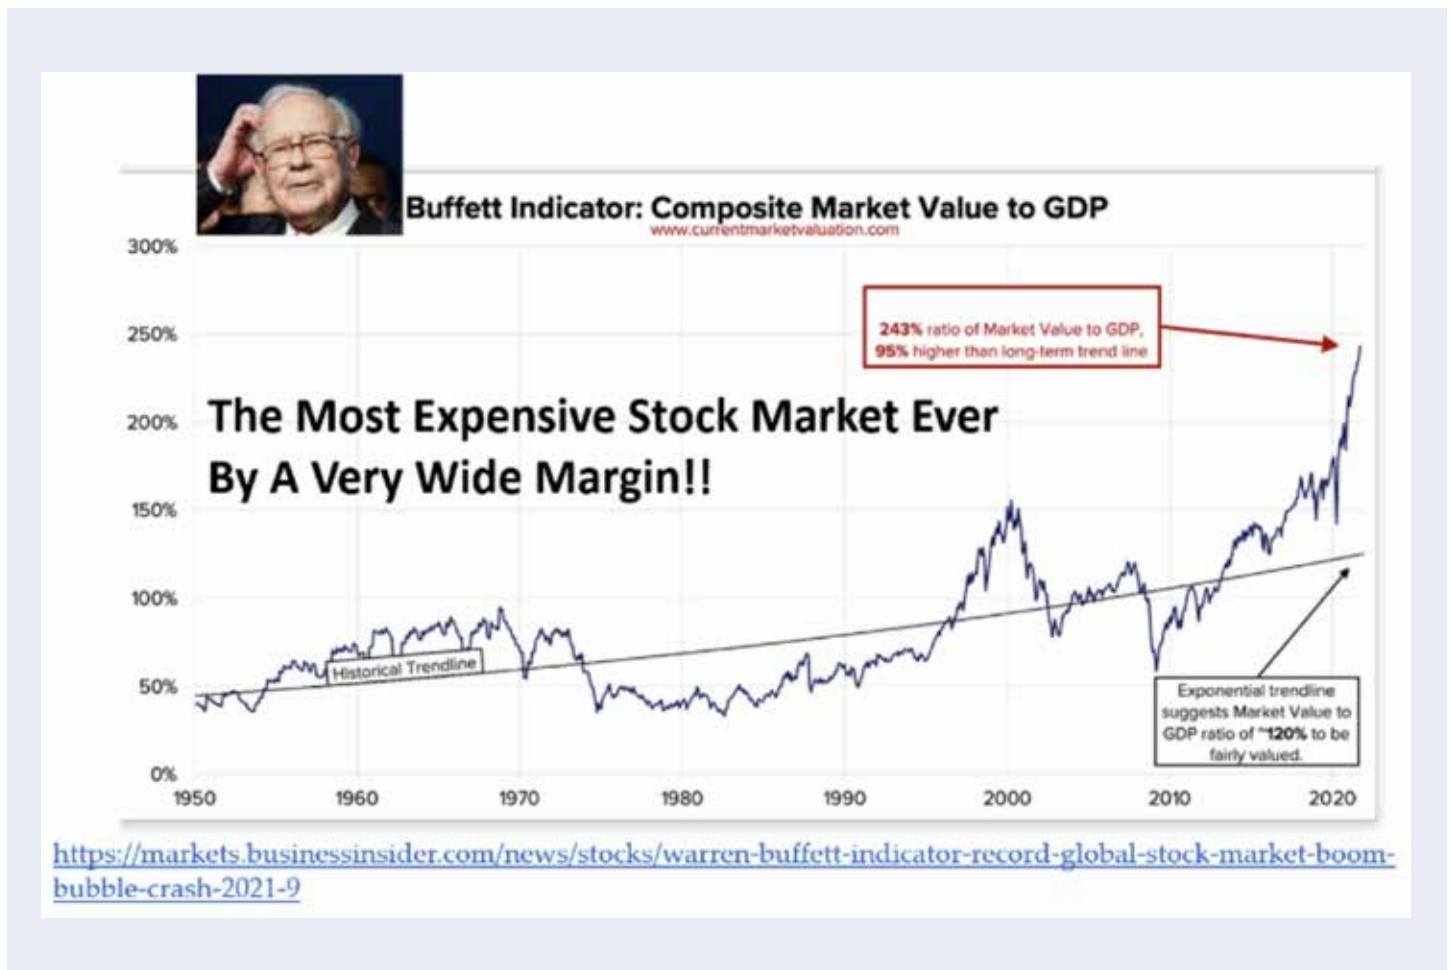 Buffett Indicator: Composite Market Value to GDP
www.currentmarketvaluation.com
300%
243% ratio of Market Value to GDP,
95% higher than long-term trend line
250%
The Most Expensive Stock Market Ever
200%
By A Very Wide Margin!!
150%
100%
Historical Trendline
50%
Exponential trendline
suggests Market Value to
GDP ratio of ~120% to be
fairly valued.
0%
1950 1960 1970 1980 1990 2000 2010 2020
https://markets.businessinsider.com/news/stocks/warren-buffett-indicator-record-global-stock-market-boom-
bubble-crash-2021-9